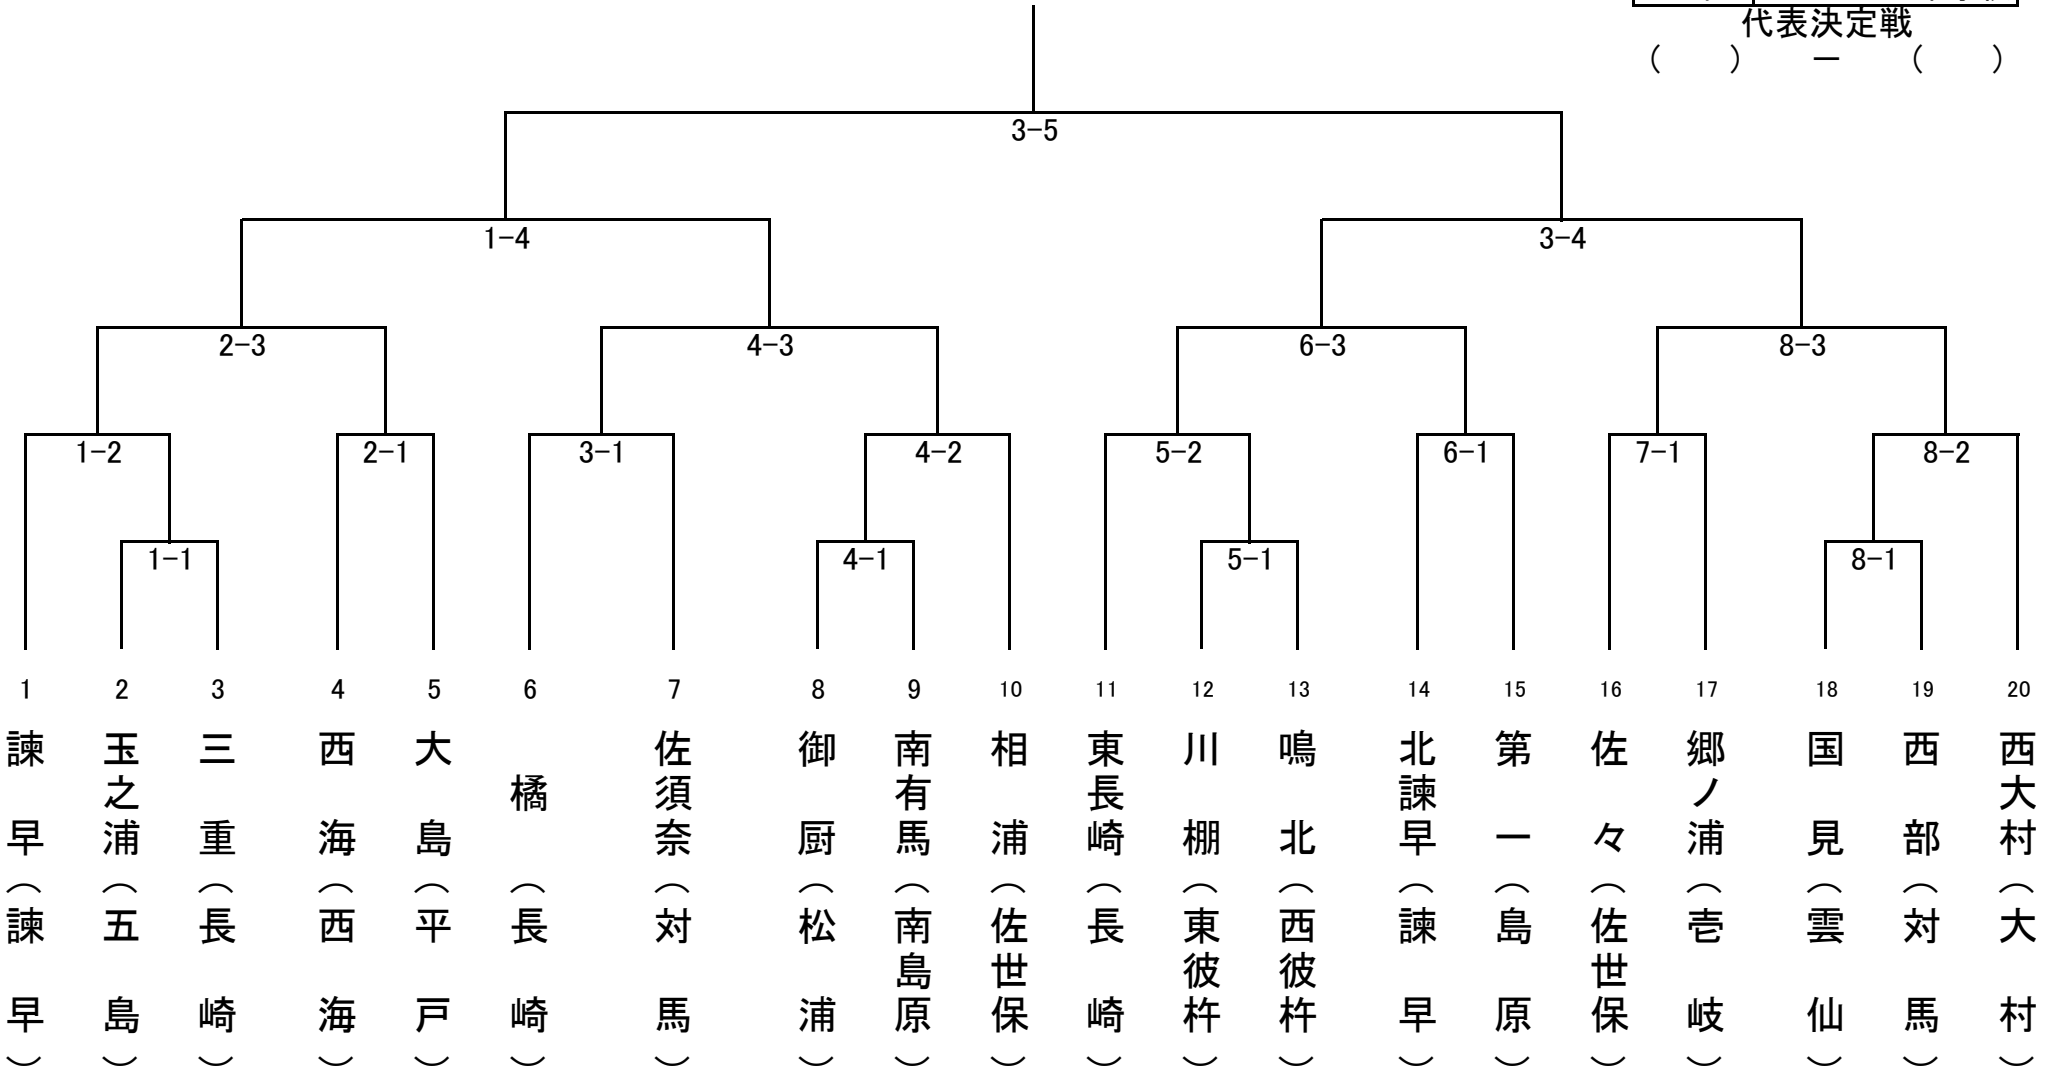 代表決定戦
（　　）　ー　（　　）
3-5
1-4
3-4
2-3
4-3
6-3
8-3
1-2
2-1
3-1
4-2
5-2
6-1
7-1
8-2
1-1
4-1
5-1
8-1
1
2
3
4
5
6
7
8
9
10
11
12
13
14
15
16
17
18
19
20
諫早（諫早）
玉之浦（五島）
三重（長崎）
西海（西海）
大島（平戸）
橘（長崎）
佐須奈（対馬）
御厨（松浦）
南有馬（南島原）
相浦（佐世保）
東長崎（長崎）
川棚（東彼杵）
鳴北（西彼杵）
北諫早（諫早）
第一（島原）
佐々（佐世保）
郷ノ浦（壱岐）
国見（雲仙）
西部（対馬）
西大村（大村）